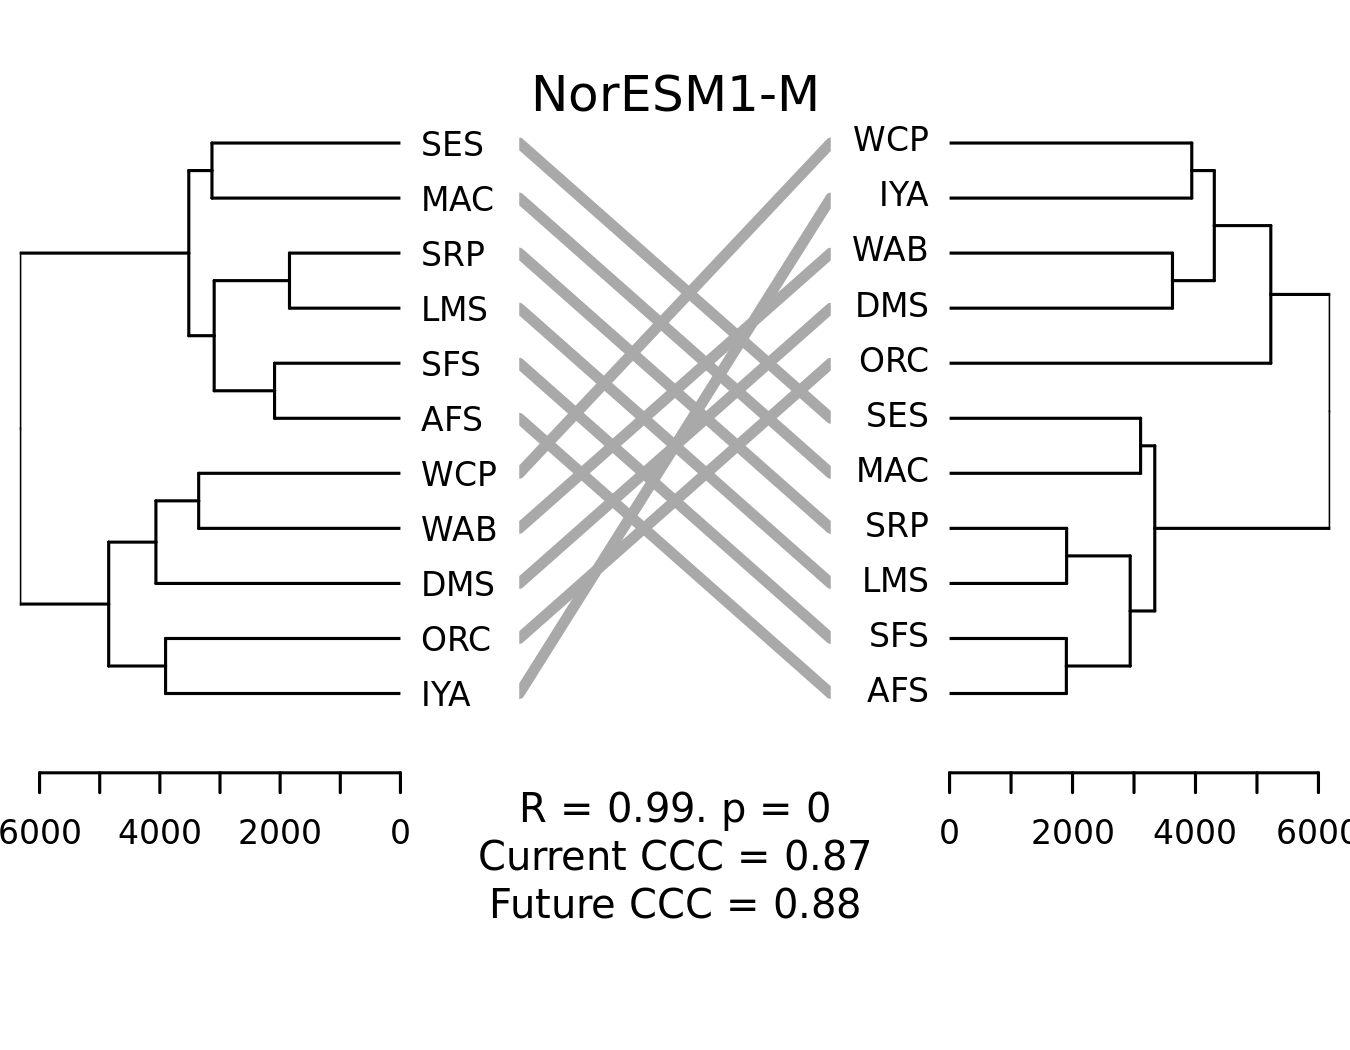 NorESM1-M
SES
MAC
SRP
LMS
SFS
AFS
WCP
WAB
DMS
ORC
IYA
WCP
IYA
WAB
DMS
ORC
SES
MAC
SRP
LMS
SFS
AFS
6000 4000 2000 0
0 2000 4000 6000
R = 0.99. p = 0
Current CCC = 0.87
Future CCC = 0.88